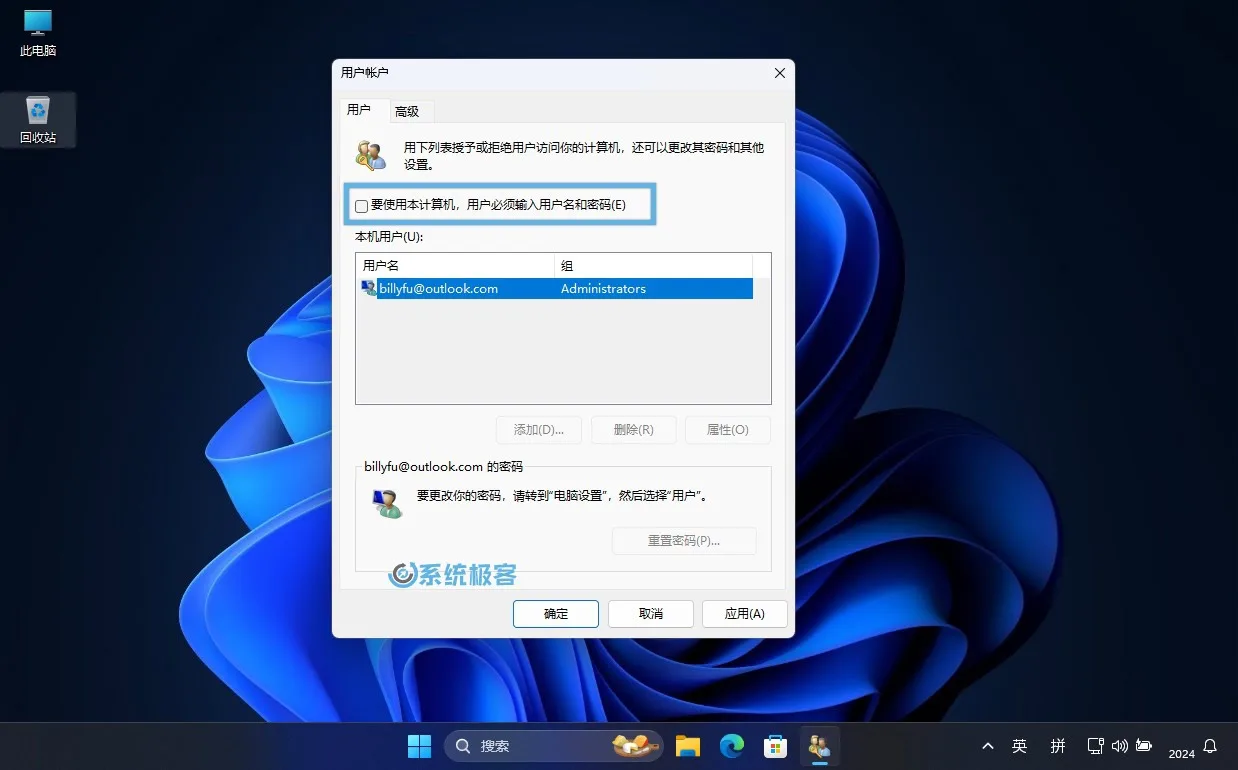 此电脑
回收站
用户帐户
用户
高级
用下列表授予或拒绝用户访问你的计算机，还可以更改其密码和其他
设置。
要使用本计算机，用户必须输入用户名和密码(E)
本机用户(U):
用户名 组
billyfu@outlook.com Administrators
添加(D)... 删除(R) 属性(O)
billyfu@outlook.com 的密码
要更改你的密码，请转到“电脑设置”，然后选择“用户”。
重置密码(P)...
系统极客
确定 取消 应用(A)
搜索 英 拼 2024